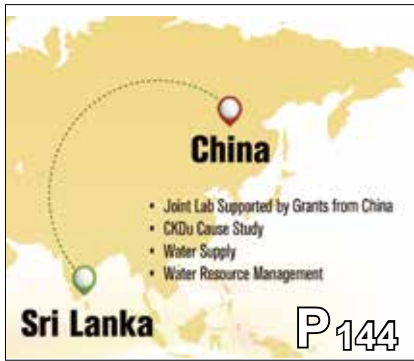 China
• Joint Lab Supported by Grants from China
• CKDu Cause Study
• Water Supply
• Water Resource Management
Sri Lanka
P144